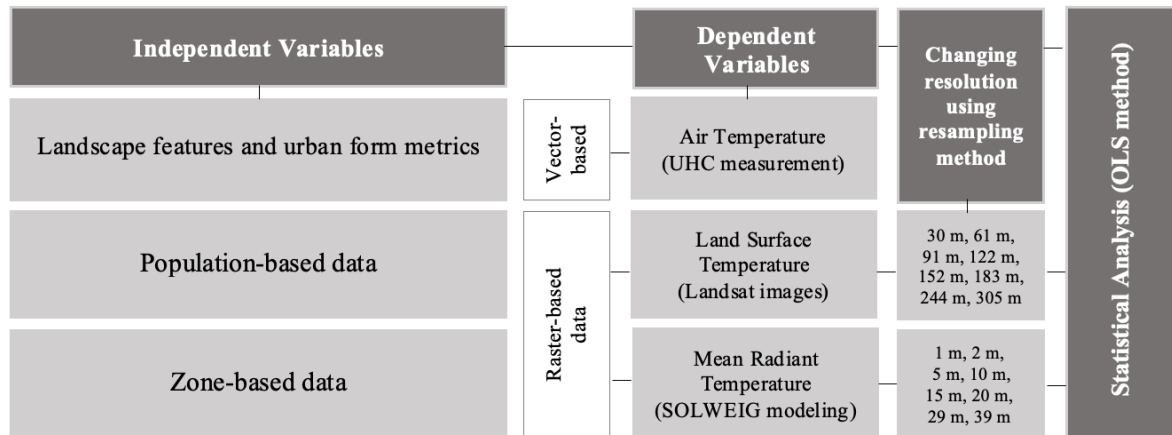 Independent Variables
Dependent
Variables
Changing
resolution
using
resampling
method
Statistical Analysis (OLS method)
Landscape features and urban form metrics
Vector-
based
Air Temperature
(UHC measurement)
Population-based data
Raster-based
data
Land Surface
Temperature
(Landsat images)
30 m, 61 m,
91 m, 122 m,
152 m, 183 m,
244 m, 305 m
Zone-based data
Mean Radiant
Temperature
(SOLWEIG modeling)
1 m, 2 m,
5 m, 10 m,
15 m, 20 m,
29 m, 39 m